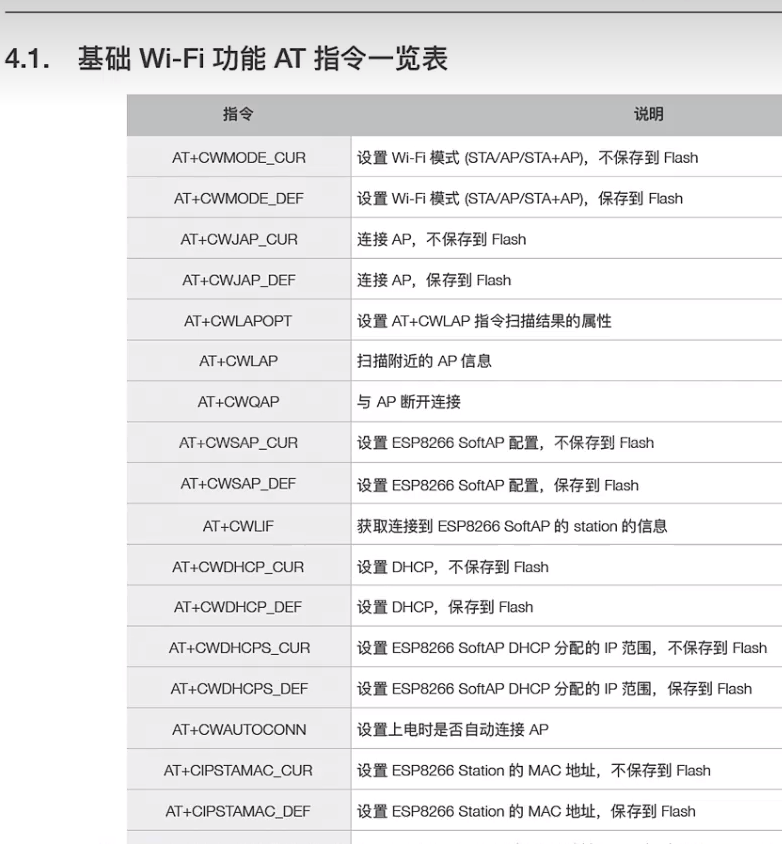 4.1. 基础 Wi-Fi 功能 AT 指令一览表
指令 说明
AT+CWMODE_CUR 设置 Wi-Fi 模式 (STA/AP/STA+AP)，不保存到 Flash
AT+CWMODE_DEF 设置 Wi-Fi 模式 (STA/AP/STA+AP)，保存到 Flash
AT+CWJAP_CUR 连接 AP，不保存到 Flash
AT+CWJAP_DEF 连接 AP，保存到 Flash
AT+CWLAPOPT 设置 AT+CWLAP 指令扫描结果的属性
AT+CWLAP 扫描附近的 AP 信息
AT+CWQAP 与 AP 断开连接
AT+CWSAP_CUR 设置 ESP8266 SoftAP 配置，不保存到 Flash
AT+CWSAP_DEF 设置 ESP8266 SoftAP 配置，保存到 Flash
AT+CWLIF 获取连接到 ESP8266 SoftAP 的 station 的信息
AT+CWDHCP_CUR 设置 DHCP，不保存到 Flash
AT+CWDHCP_DEF 设置 DHCP，保存到 Flash
AT+CWDHCPS_CUR 设置 ESP8266 SoftAP DHCP 分配的 IP 范围，不保存到 Flash
AT+CWDHCPS_DEF 设置 ESP8266 SoftAP DHCP 分配的 IP 范围，保存到 Flash
AT+CWAUTOCONN 设置上电时是否自动连接 AP
AT+CIPSTAMAC_CUR 设置 ESP8266 Station 的 MAC 地址，不保存到 Flash
AT+CIPSTAMAC_DEF 设置 ESP8266 Station 的 MAC 地址，保存到 Flash